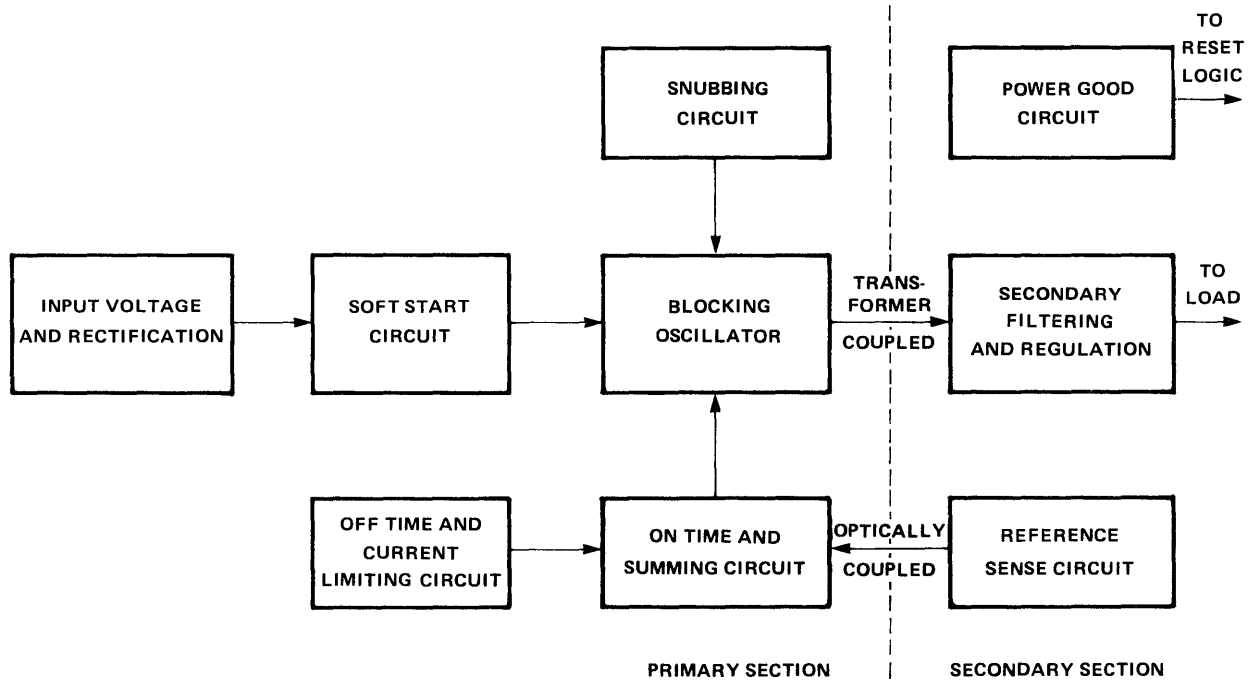 TO
RESET
LOGIC
SNUBBING
CIRCUIT
POWER GOOD
CIRCUIT
INPUT VOLTAGE
AND RECTIFICATION
SOFT START
CIRCUIT
BLOCKING
OSCILLATOR
TRANS-
FORMER
COUPLED
SECONDARY
FILTERING
AND REGULATION
TO
LOAD
OFF TIME AND
CURRENT
LIMITING CIRCUIT
ON TIME AND
SUMMING CIRCUIT
OPTICALLY
COUPLED
REFERENCE
SENSE CIRCUIT
PRIMARY SECTION
SECONDARY SECTION